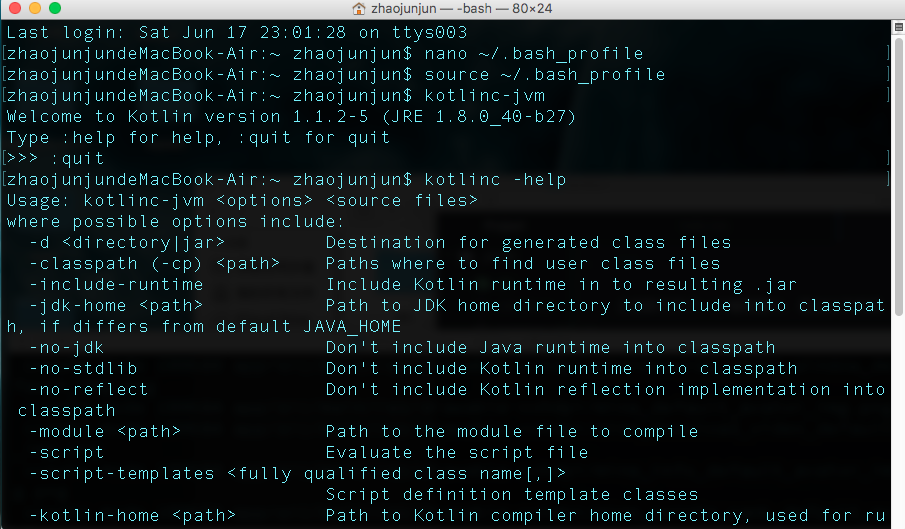 zhaojunjun — -bash — 80×24
Last login: Sat Jun 17 23:01:28 on ttys003
[zhaojunjundeMacBook-Air:~ zhaojunjun$ nano ~/.bash_profile ]
[zhaojunjundeMacBook-Air:~ zhaojunjun$ source ~/.bash_profile ]
[zhaojunjundeMacBook-Air:~ zhaojunjun$ kotlinc-jvm ]
Welcome to Kotlin version 1.1.2-5 (JRE 1.8.0_40-b27)
Type :help for help, :quit for quit
[>>> :quit ]
[zhaojunjundeMacBook-Air:~ zhaojunjun$ kotlinc -help ]
Usage: kotlinc-jvm <options> <source files>
where possible options include:
  -d <directory|jar>         Destination for generated class files
  -classpath (-cp) <path>    Paths where to find user class files
  -include-runtime           Include Kotlin runtime in to resulting .jar
  -jdk-home <path>           Path to JDK home directory to include into classpat
h, if differs from default JAVA_HOME
  -no-jdk                    Don't include Java runtime into classpath
  -no-stdlib                 Don't include Kotlin runtime into classpath
  -no-reflect                Don't include Kotlin reflection implementation into
 classpath
  -module <path>             Path to the module file to compile
  -script                    Evaluate the script file
  -script-templates <fully qualified class name[,]>
                             Script definition template classes
  -kotlin-home <path>        Path to Kotlin compiler home directory, used for ru